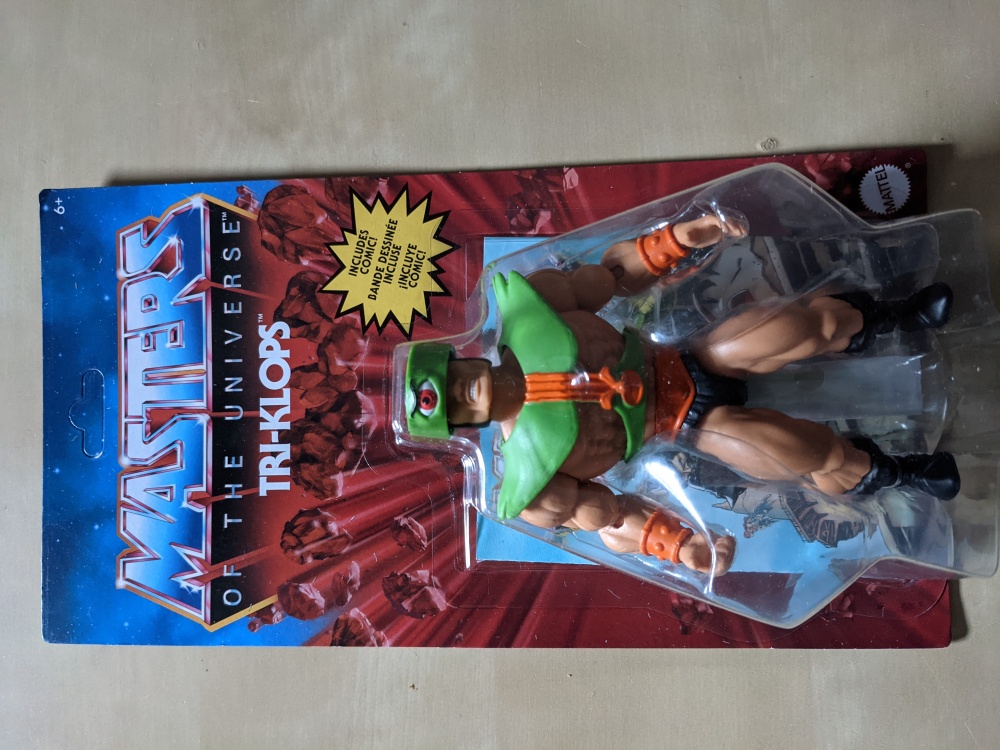 6+
MASTERS
OF THE UNIVERSE™
TRI-KLOPS™
INCLUDES
COMIC!
BANDE DESSINÉE
INCLUSE
¡INCLUYE
CÓMIC!
MATTEL®